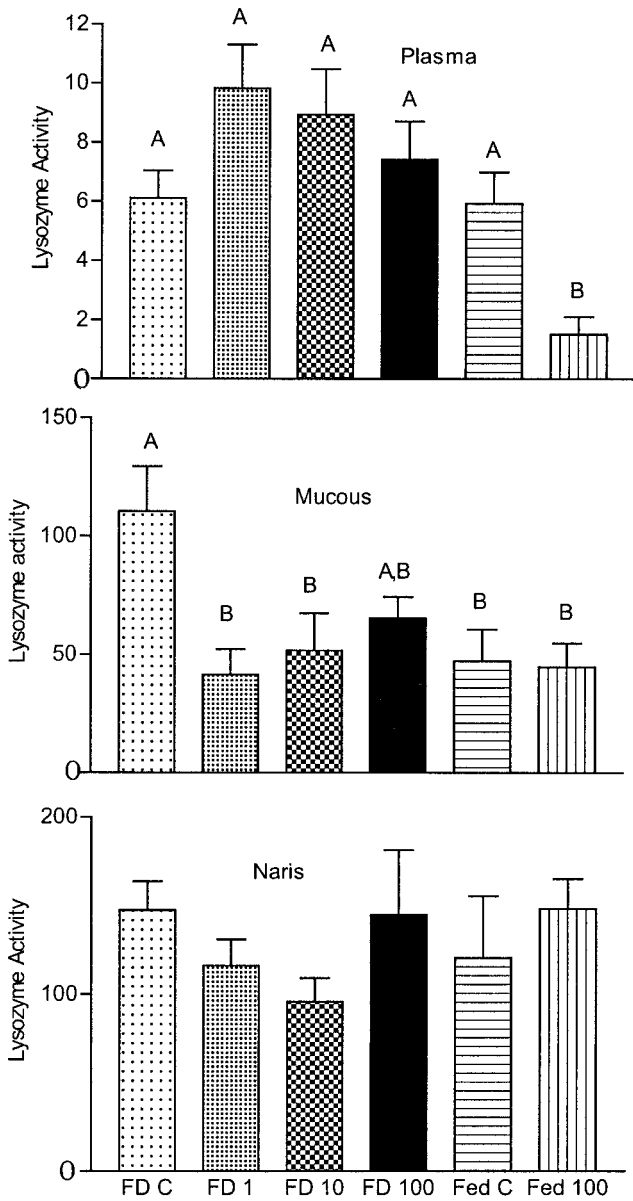 12
10
8
6
4
2
0
Lysozyme Activity
Plasma
A
A
A
A
A
B
150
100
50
0
Lysozyme activity
Mucous
A
B
B
A,B
B
B
200
100
0
Lysozyme Activity
Naris
FD C FD 1 FD 10 FD 100 Fed C Fed 100